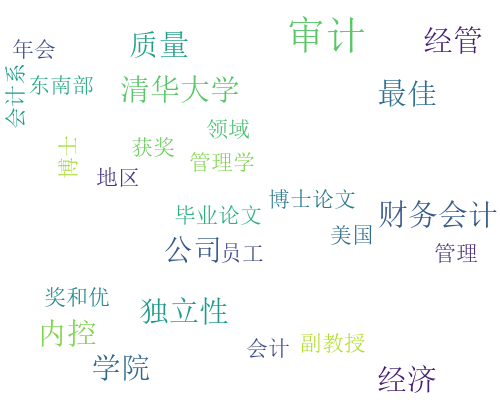 审计
经管
质量
年会
会计系
东南部
清华大学
最佳
领域
获奖
博士
管理学
地区
博士论文
毕业论文
财务会计
美国
公司
员工
管理
奖和优
独立性
内控
会计
副教授
学院
经济